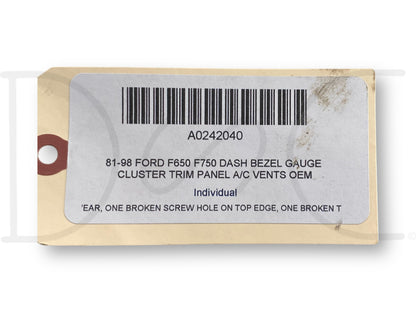 A0242040
81-98 FORD F650 F750 DASH BEZEL GAUGE
CLUSTER TRIM PANEL A/C VENTS OEM
Individual
'EAR, ONE BROKEN SCREW HOLE ON TOP EDGE, ONE BROKEN T